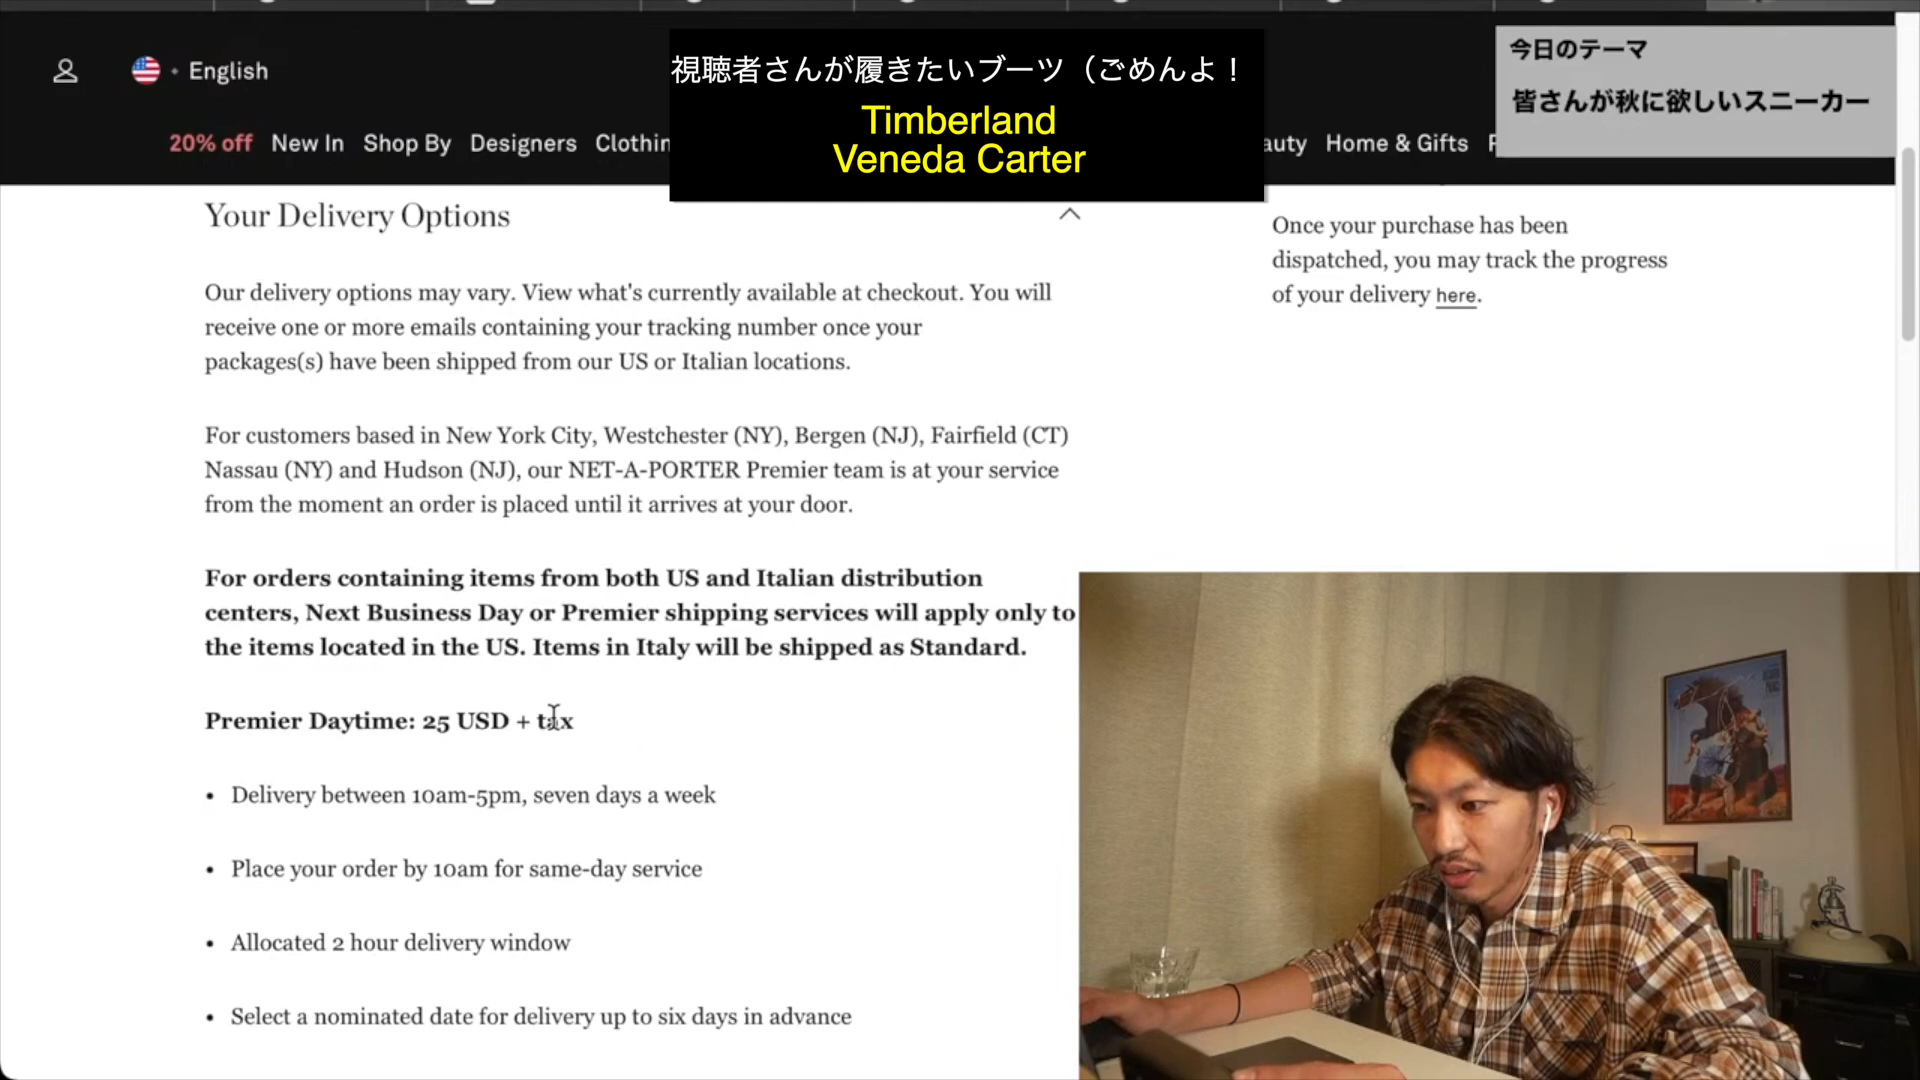 English
視聴者さんが履きたいブーツ（ごめんよ！
Timberland
Veneda Carter
今日のテーマ
皆さんが秋に欲しいスニーカー
20% off New In Shop By Designers Clothin
auty Home & Gifts
Your Delivery Options
Our delivery options may vary. View what's currently available at checkout. You will
receive one or more emails containing your tracking number once your
packages(s) have been shipped from our US or Italian locations.
For customers based in New York City, Westchester (NY), Bergen (NJ), Fairfield (CT)
Nassau (NY) and Hudson (NJ), our NET-A-PORTER Premier team is at your service
from the moment an order is placed until it arrives at your door.
For orders containing items from both US and Italian distribution
centers, Next Business Day or Premier shipping services will apply only to
the items located in the US. Items in Italy will be shipped as Standard.
Premier Daytime: 25 USD + tax
• Delivery between 10am-5pm, seven days a week
• Place your order by 10am for same-day service
• Allocated 2 hour delivery window
• Select a nominated date for delivery up to six days in advance
Once your purchase has been
dispatched, you may track the progress
of your delivery here.